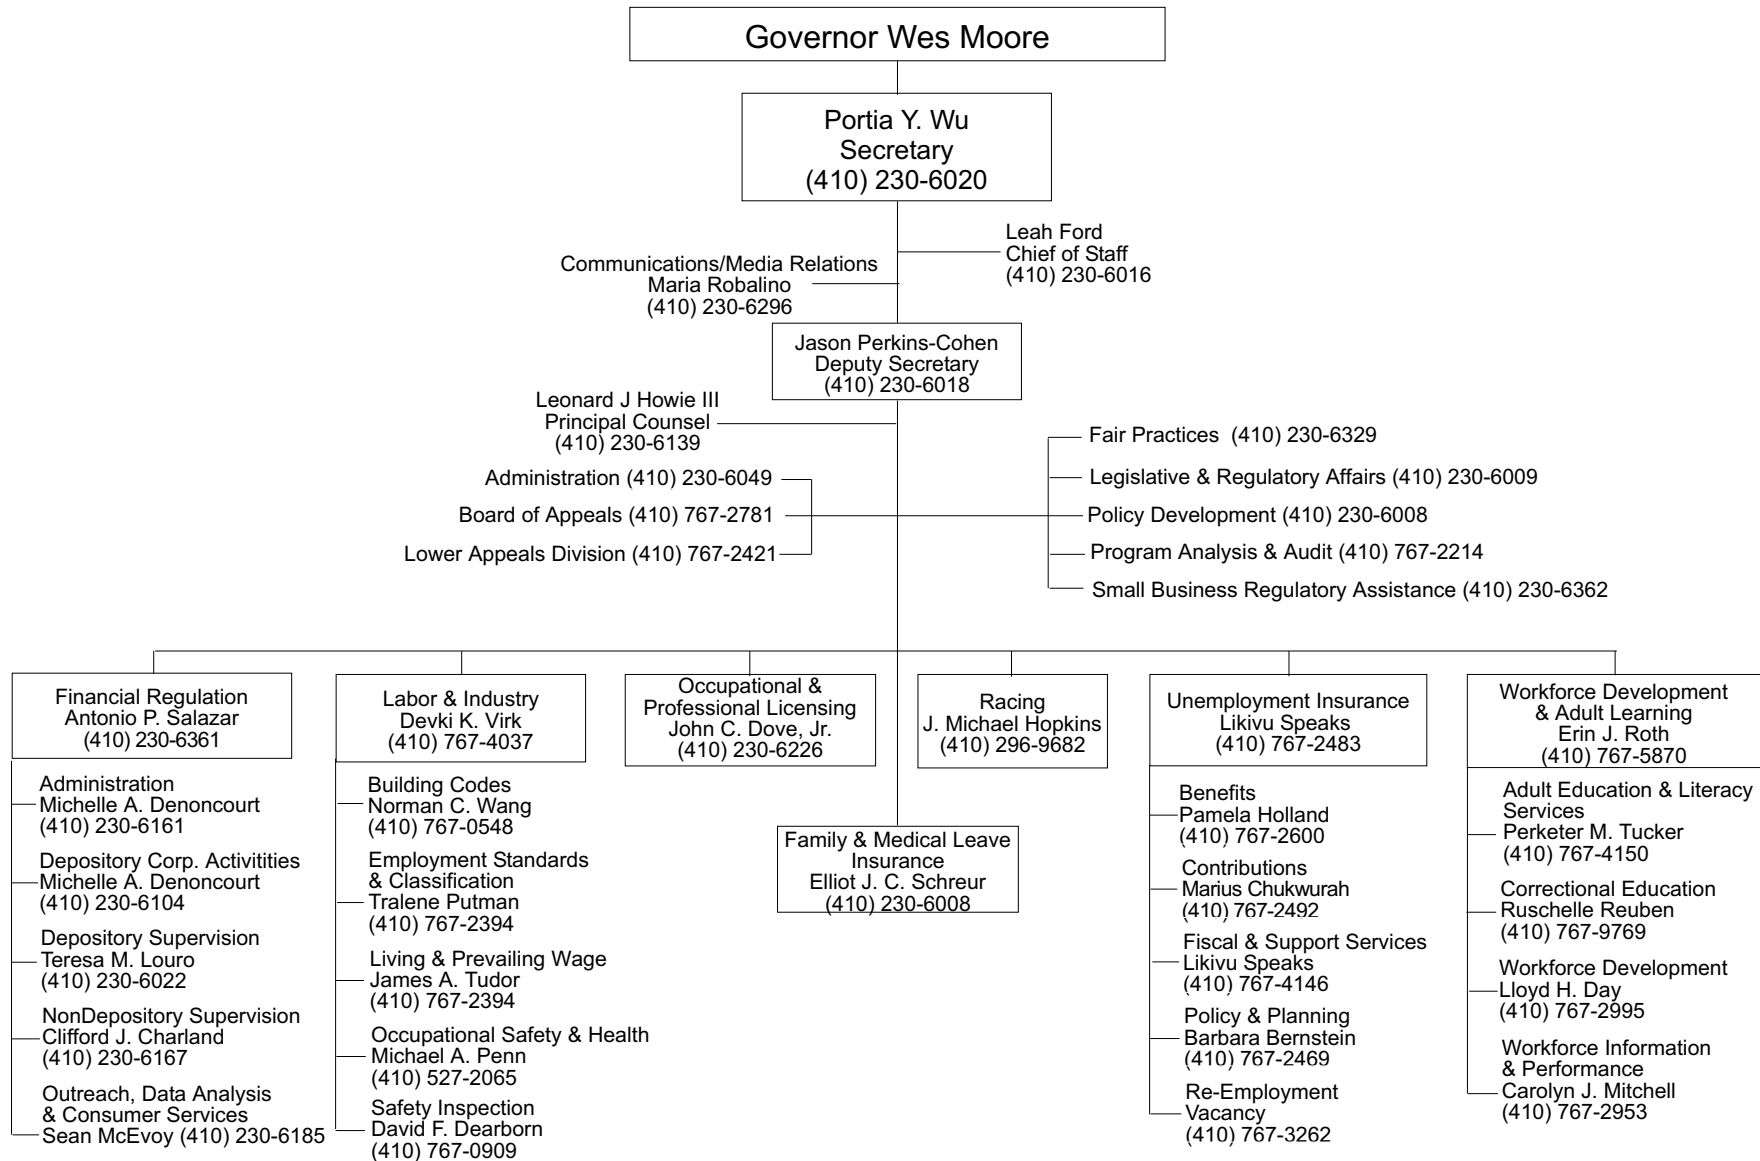 Governor Wes Moore
Portia Y. Wu
Secretary
(410) 230-6020
Leah Ford
Chief of Staff
(410) 230-6016
Communications/Media Relations
Maria Robalino
(410) 230-6296
Jason Perkins-Cohen
Deputy Secretary
(410) 230-6018
Leonard J Howie III
Principal Counsel
(410) 230-6139
Administration (410) 230-6049
Board of Appeals (410) 767-2781
Lower Appeals Division (410) 767-2421
Fair Practices (410) 230-6329
Legislative & Regulatory Affairs (410) 230-6009
Policy Development (410) 230-6008
Program Analysis & Audit (410) 767-2214
Small Business Regulatory Assistance (410) 230-6362
Financial Regulation
Antonio P. Salazar
(410) 230-6361
Administration
Michelle A. Denoncourt
(410) 230-6161
Depository Corp. Activitities
Michelle A. Denoncourt
(410) 230-6104
Depository Supervision
Teresa M. Louro
(410) 230-6022
NonDepository Supervision
Clifford J. Charland
(410) 230-6167
Outreach, Data Analysis
& Consumer Services
Sean McEvoy (410) 230-6185
Labor & Industry
Devki K. Virk
(410) 767-4037
Building Codes
Norman C. Wang
(410) 767-0548
Employment Standards
& Classification
Tralene Putman
(410) 767-2394
Living & Prevailing Wage
James A. Tudor
(410) 767-2394
Occupational Safety & Health
Michael A. Penn
(410) 527-2065
Safety Inspection
David F. Dearborn
(410) 767-0909
Occupational &
Professional Licensing
John C. Dove, Jr.
(410) 230-6226
Family & Medical Leave
Insurance
Elliot J. C. Schreur
(410) 230-6008
Racing
J. Michael Hopkins
(410) 296-9682
Unemployment Insurance
Likivu Speaks
(410) 767-2483
Benefits
Pamela Holland
(410) 767-2600
Contributions
Marius Chukwurah
(410) 767-2492
Fiscal & Support Services
Likivu Speaks
(410) 767-4146
Policy & Planning
Barbara Bernstein
(410) 767-2469
Re-Employment
Vacancy
(410) 767-3262
Workforce Development
& Adult Learning
Erin J. Roth
(410) 767-5870
Adult Education & Literacy
Services
Perketer M. Tucker
(410) 767-4150
Correctional Education
Ruschelle Reuben
(410) 767-9769
Workforce Development
Lloyd H. Day
(410) 767-2995
Workforce Information
& Performance
Carolyn J. Mitchell
(410) 767-2953